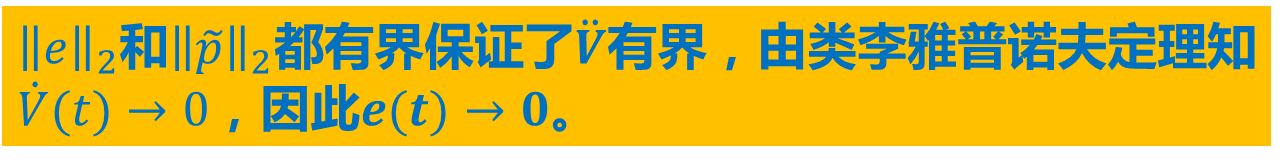 ‖e‖₂和‖p̃‖₂都有界保证了V̈有界，由类李雅普诺夫定理知
V̇(t) → 0，因此e(t) → 0。